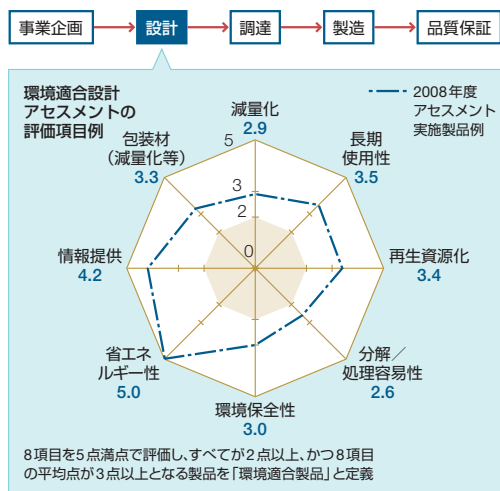 事業企画
設計
調達
製造
品質保証
環境適合設計
アセスメントの
評価項目例
2008年度
アセスメント
実施製品例
減量化
2.9
長期
使用性
3.5
再生資源化
3.4
分解／
処理容易性
2.6
環境保全性
3.0
省エネ
ルギー性
5.0
情報提供
4.2
包装材
（減量化等）
3.3
5
3
2
0
8項目を5点満点で評価し、すべてが2点以上、かつ8項目
の平均点が3点以上となる製品を「環境適合製品」と定義